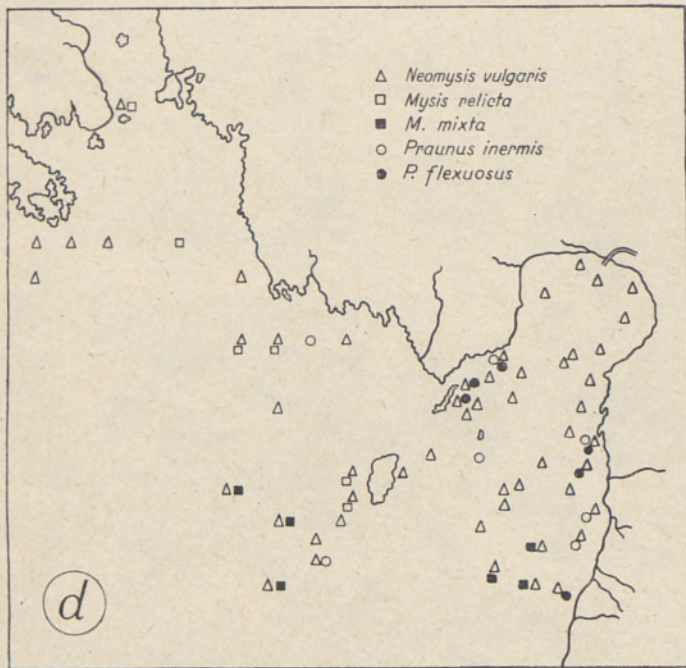 Neomysis vulgaris
Mysis relicta
M. mixta
Praunus inermis
P. flexuosus
d